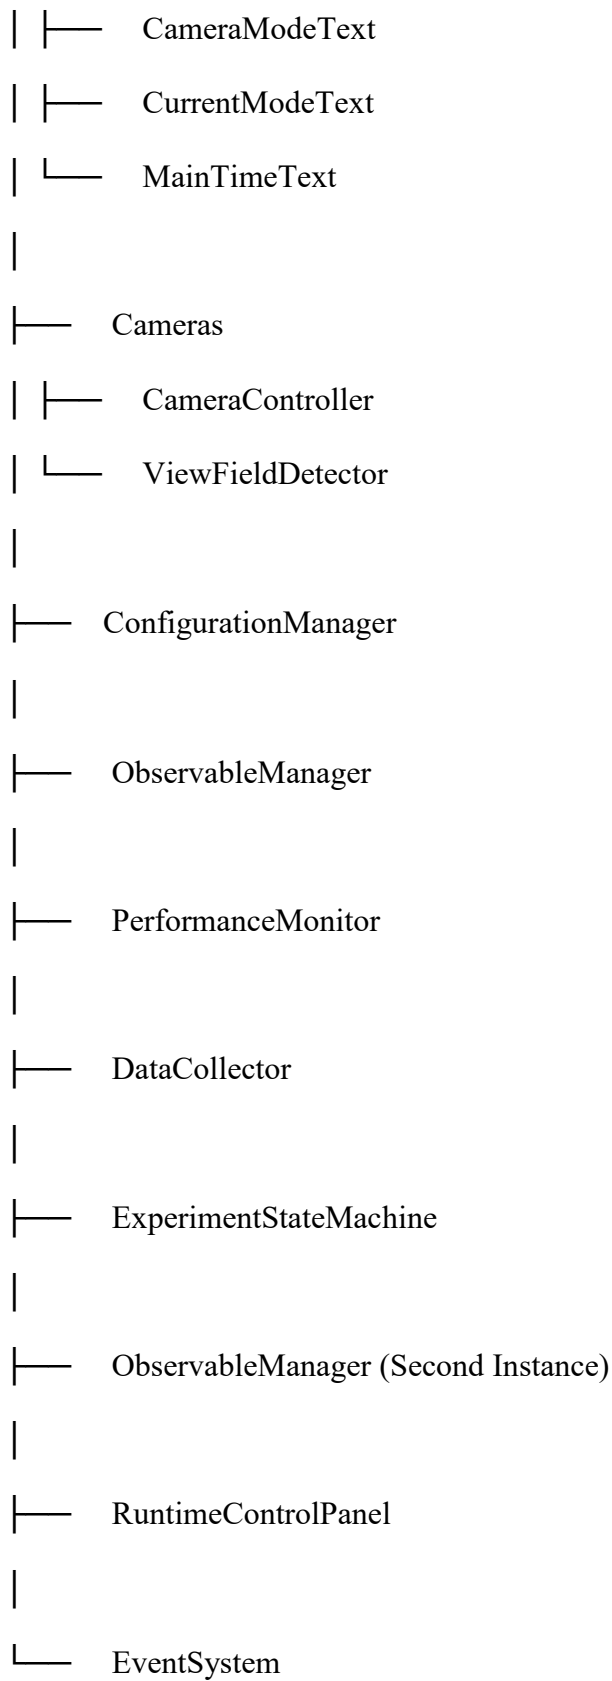 │ ├── CameraModeText
│ ├── CurrentModeText
│ └── MainTimeText
│
├── Cameras
│ ├── CameraController
│ └── ViewFieldDetector
│
├── ConfigurationManager
│
├── ObservableManager
│
├── PerformanceMonitor
│
├── DataCollector
│
├── ExperimentStateMachine
│
├── ObservableManager (Second Instance)
│
├── RuntimeControlPanel
│
└── EventSystem